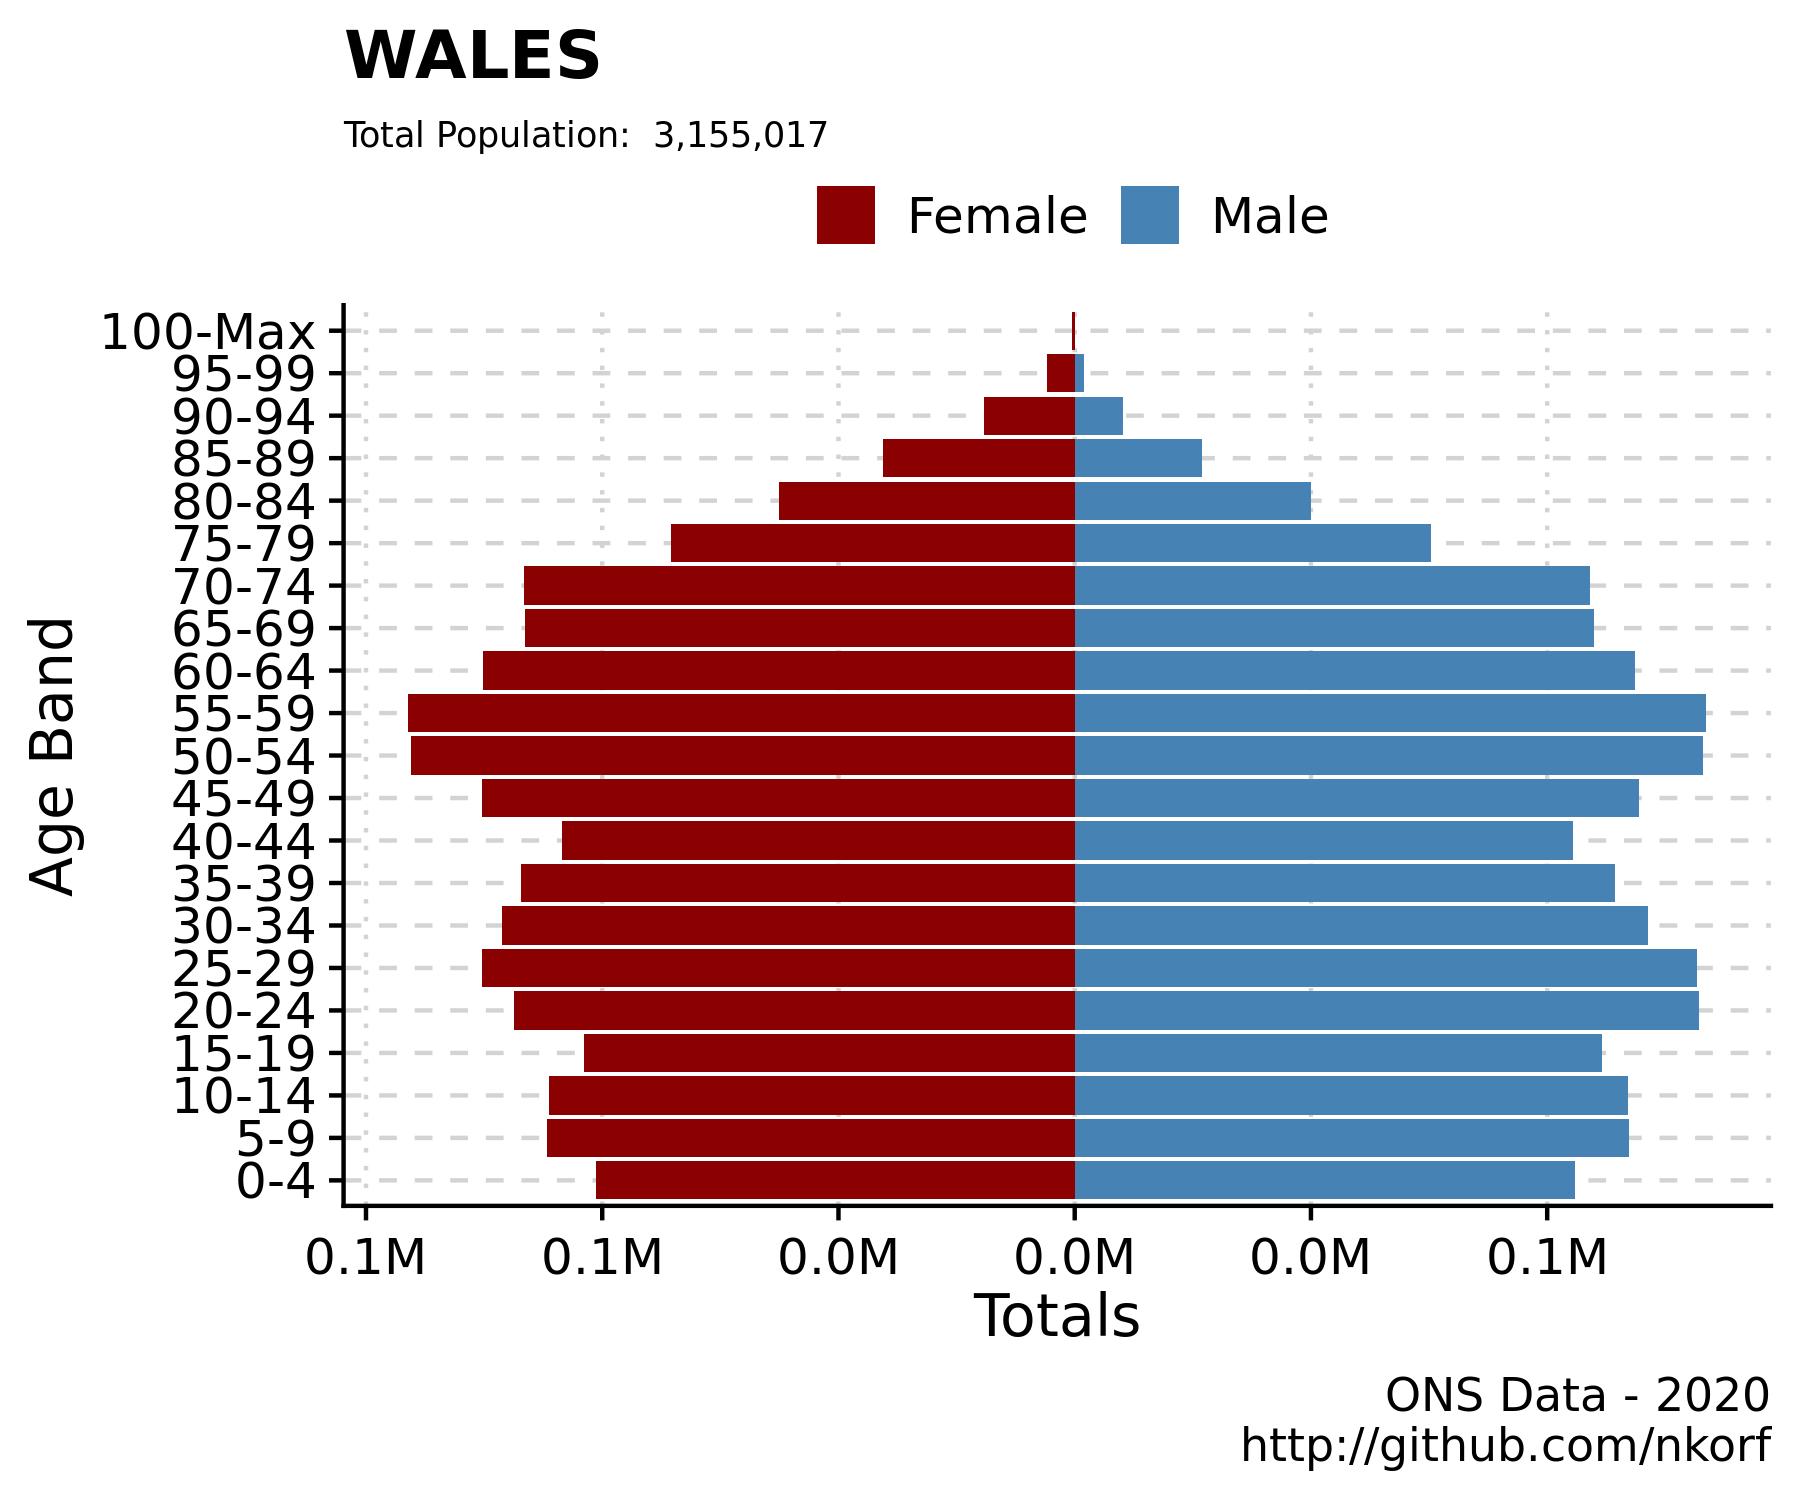 WALES
Total Population:  3,155,017
Female
Male
100-Max
95-99
90-94
85-89
80-84
75-79
70-74
65-69
60-64
55-59
50-54
45-49
40-44
35-39
30-34
25-29
20-24
15-19
10-14
5-9
0-4
Age Band
0.1M 0.1M 0.0M 0.0M 0.0M 0.1M
Totals
ONS Data - 2020
http://github.com/nkorf